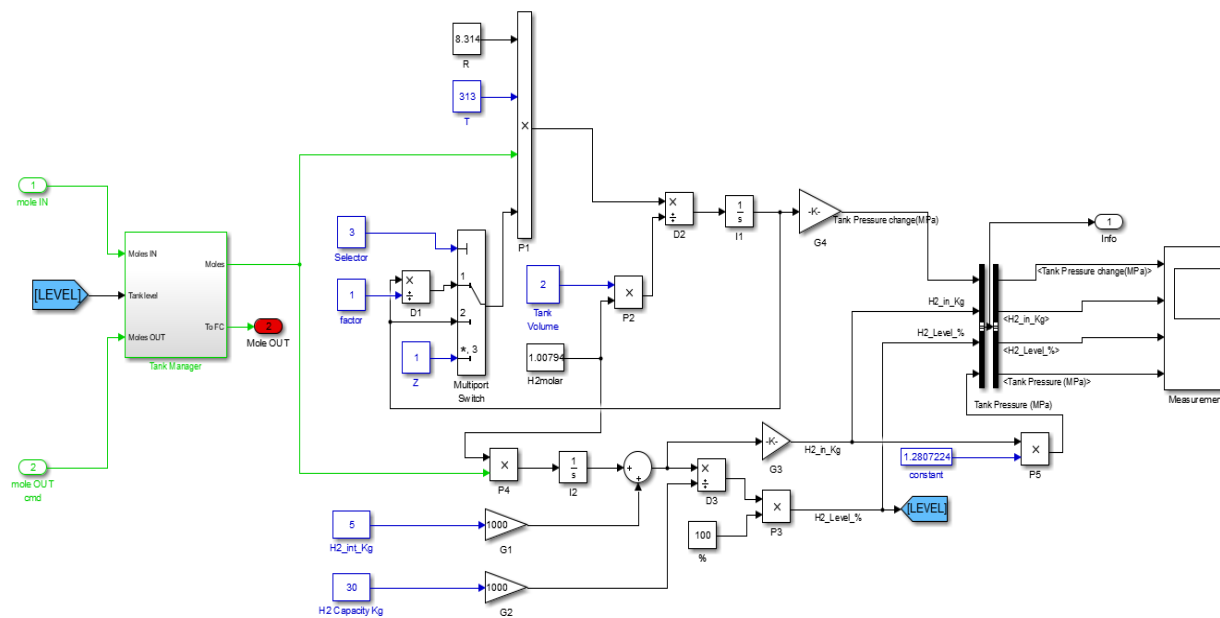 8.314
R
313
T
×
P1
1
mole IN
Moles IN
Moles
[LEVEL]
Tank level
Moles OUT
To FC
2
Mole OUT
Tank Manager
2
mole OUT
cmd
3
Selector
1
factor
×
÷
D1
1
2
*, 3
1
Z
Multiport
Switch
2
Tank
Volume
×
P2
1.00794
H2molar
×
÷
D2
1
s
I1
-K-
G4
Tank Pressure change(MPa)
H2_in_Kg
H2_Level_%
Tank Pressure (MPa)
1
Info
<Tank Pressure change(MPa)>
<H2_in_Kg>
<H2_Level_%>
<Tank Pressure (MPa)>
Measuremen
×
P4
1
s
I2
+
+
-K-
G3
H2_in_Kg
1.2807224
constant
×
P5
×
÷
D3
5
H2_int_Kg
1000
G1
100
%
×
P3
H2_Level_%
[LEVEL]
30
H2 Capacity Kg
1000
G2